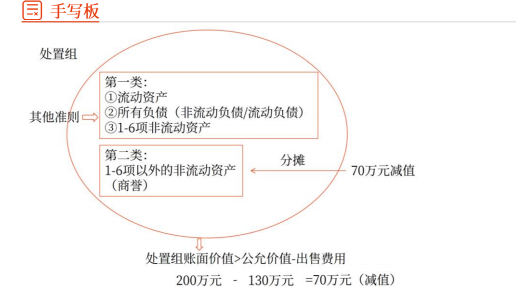 手写板
处置组
第一类：
①流动资产
②所有负债（非流动负债/流动负债）
③1-6项非流动资产
其他准则
第二类：
1-6项以外的非流动资产
（商誉）
分摊
70万元减值
处置组账面价值>公允价值-出售费用
200万元 - 130万元 =70万元（减值）